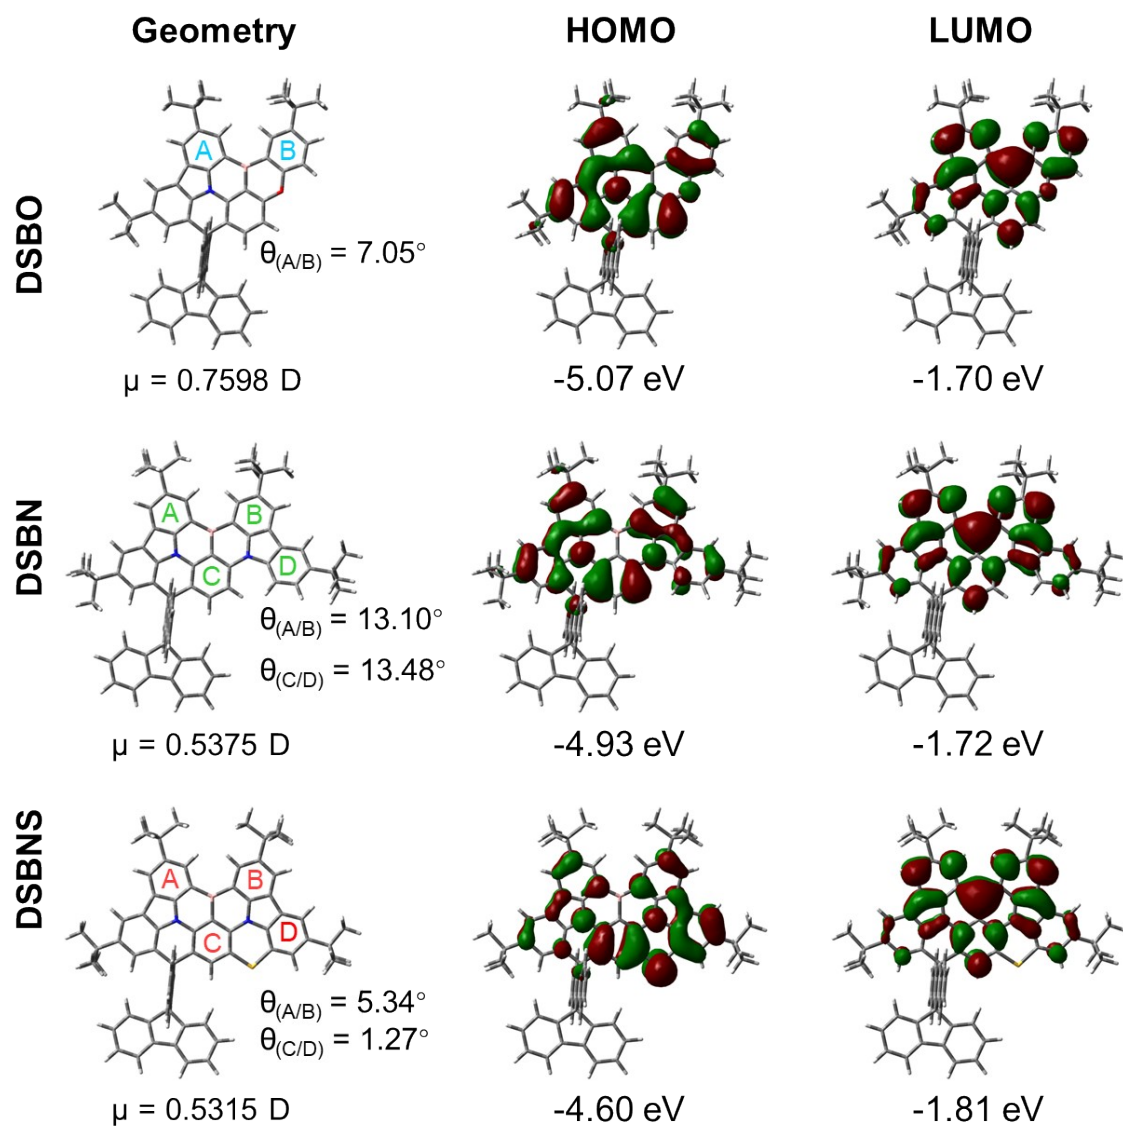 Geometry HOMO LUMO
DSBO
A B
θ(A/B) = 7.05°
μ = 0.7598 D -5.07 eV -1.70 eV
DSBN
A B
C D
θ(A/B) = 13.10°
θ(C/D) = 13.48°
μ = 0.5375 D -4.93 eV -1.72 eV
DSBNS
A B
C D
θ(A/B) = 5.34°
θ(C/D) = 1.27°
μ = 0.5315 D -4.60 eV -1.81 eV